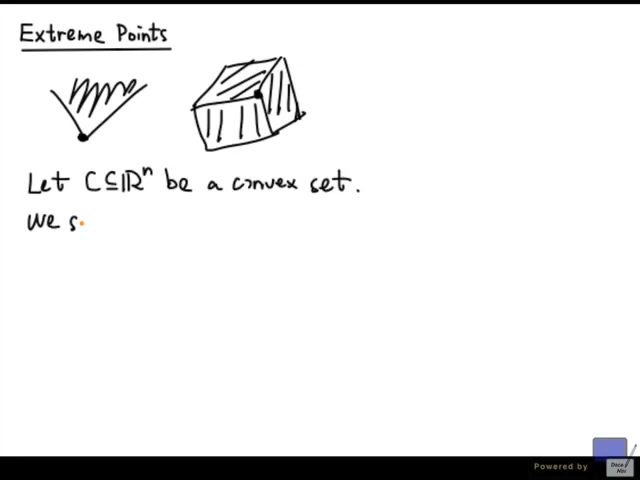 Extreme Points
Let C⊆ℝⁿ be a convex set.
We s
Powered by